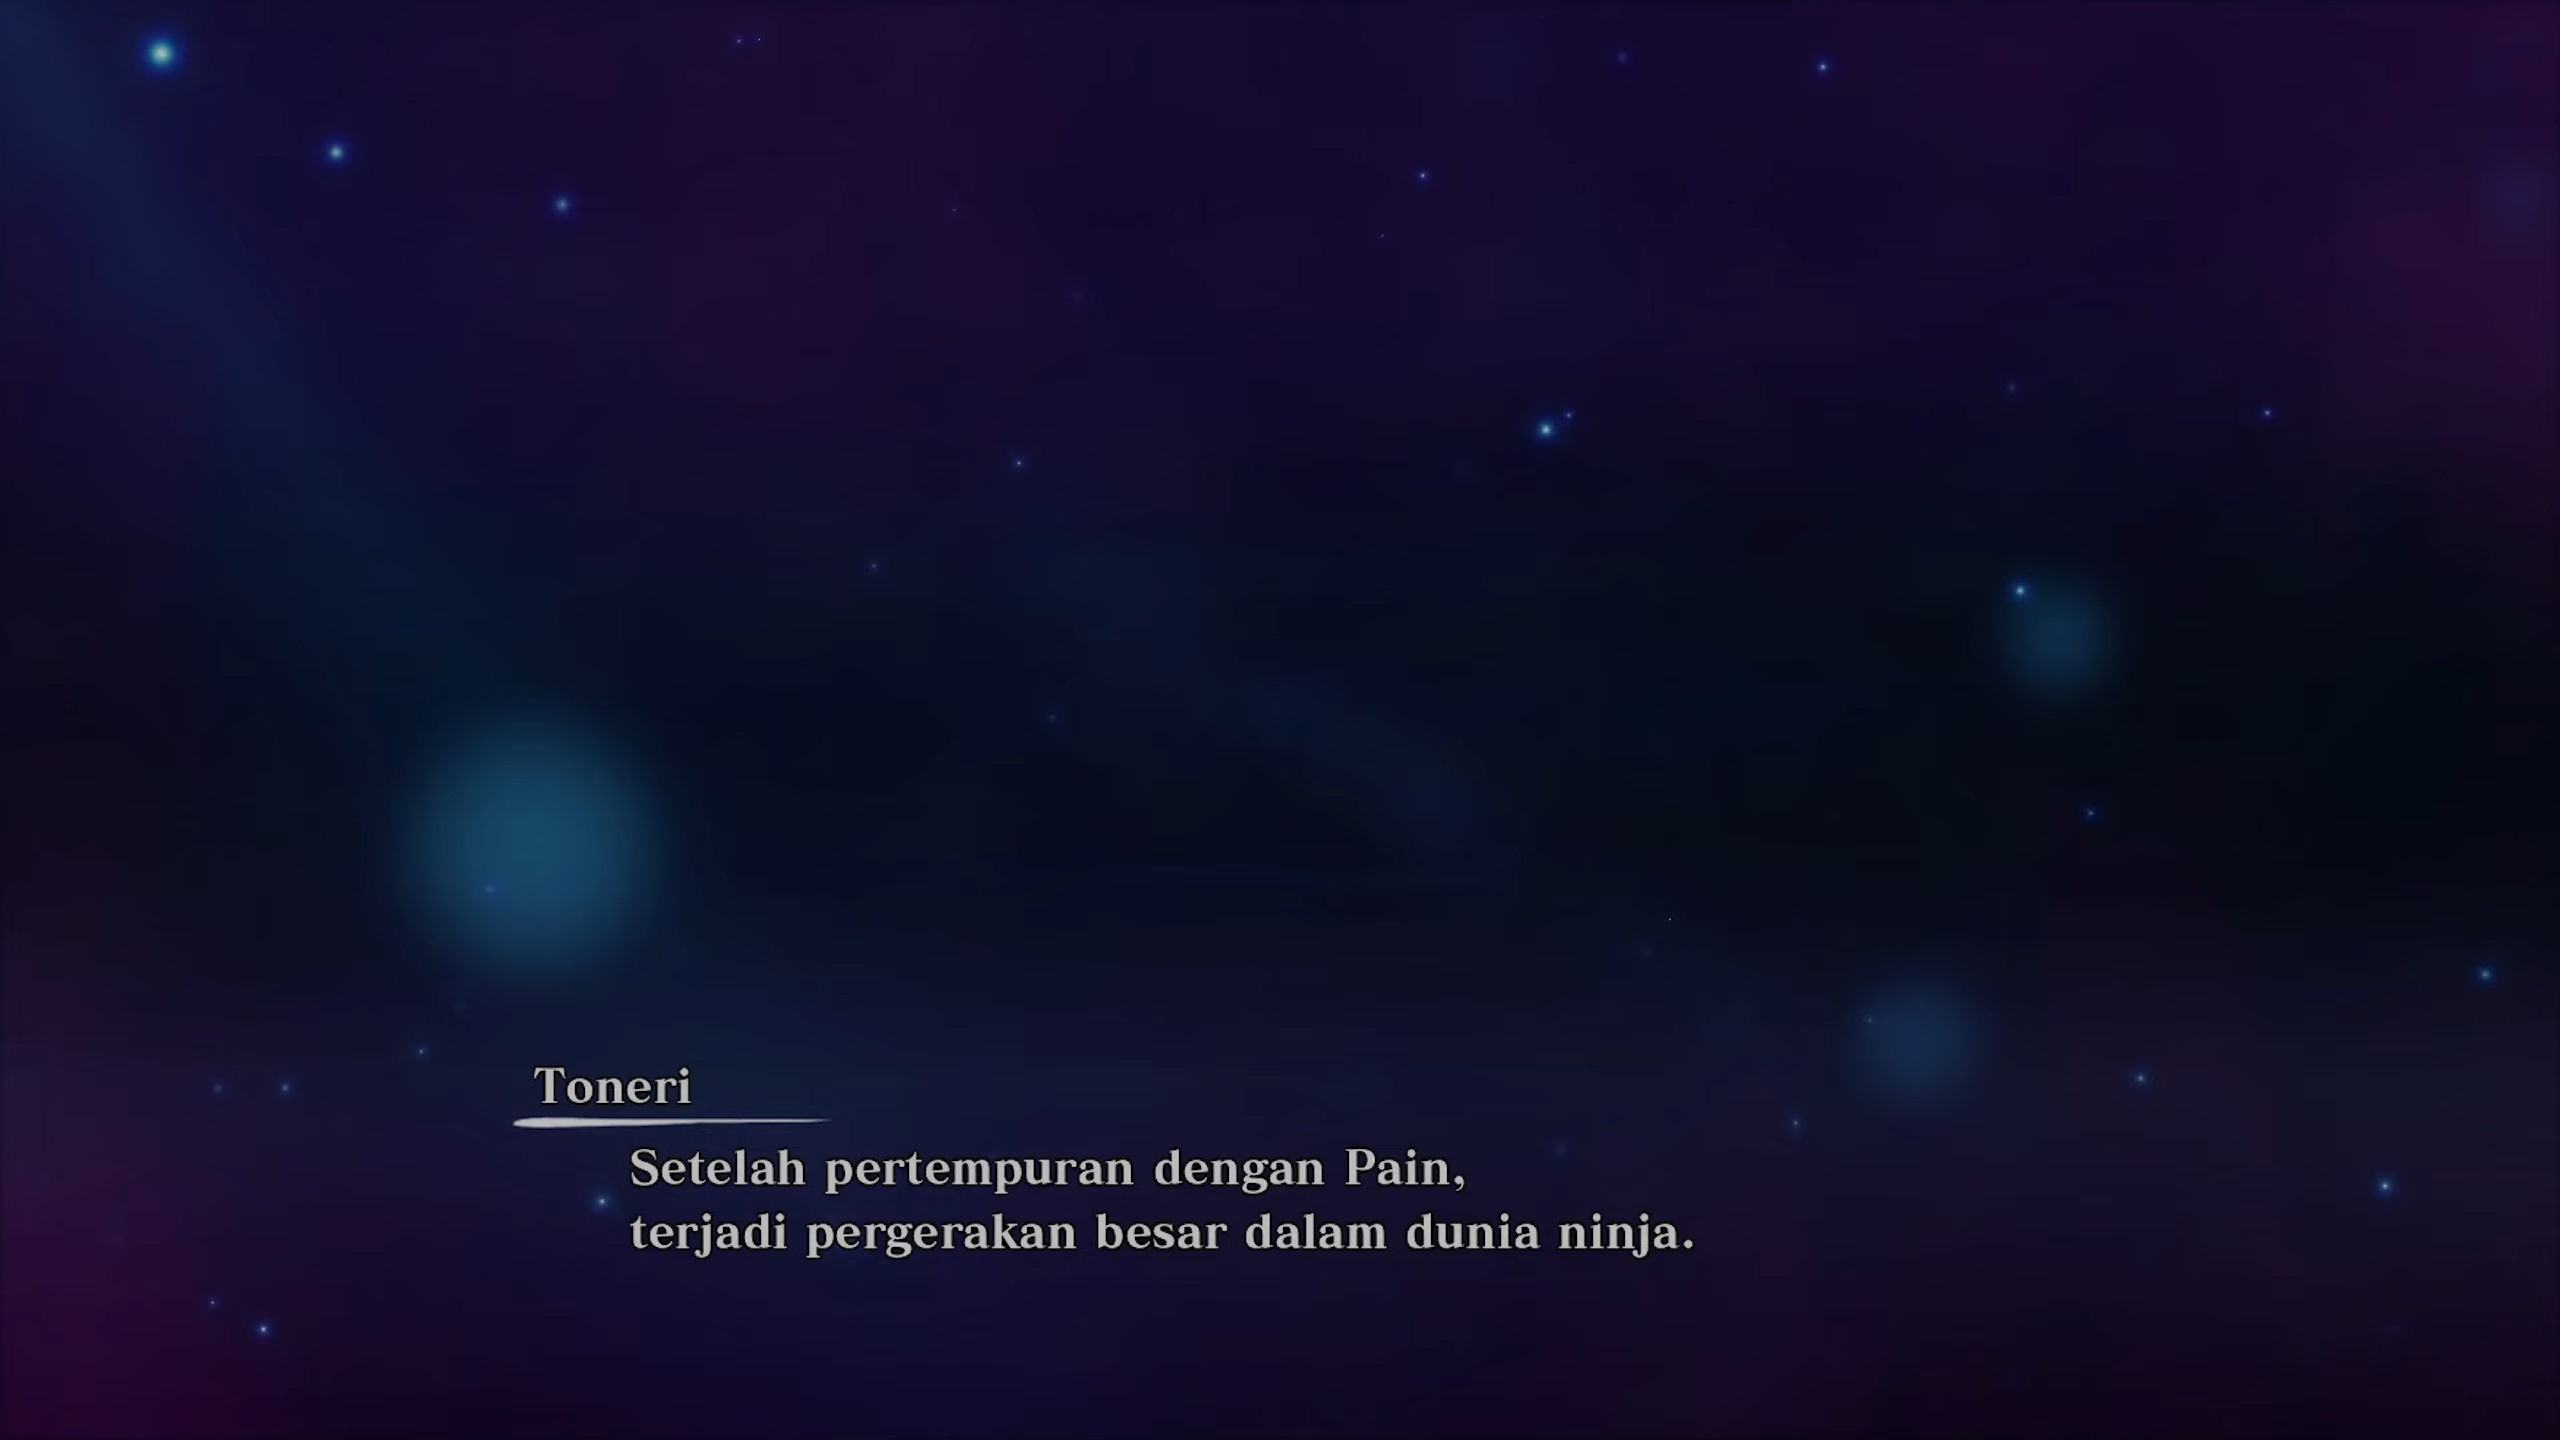 Toneri
Setelah pertempuran dengan Pain,
terjadi pergerakan besar dalam dunia ninja.